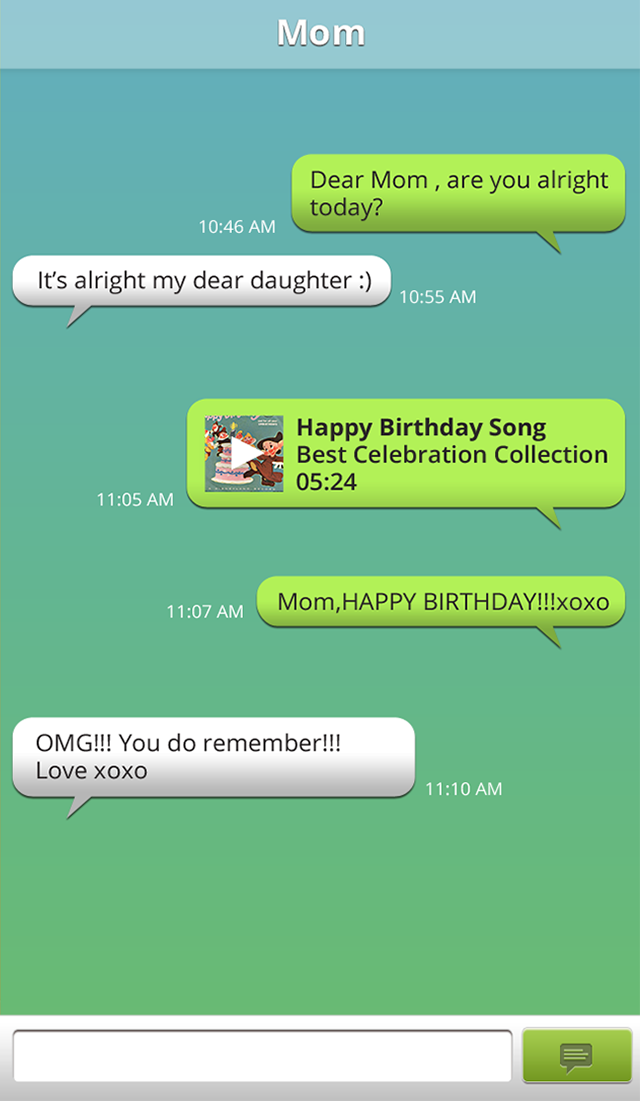 Mom
Dear Mom , are you alright
today?
10:46 AM
It’s alright my dear daughter :)
10:55 AM
Happy Birthday Song
Best Celebration Collection
05:24
11:05 AM
Mom,HAPPY BIRTHDAY!!!xoxo
11:07 AM
OMG!!! You do remember!!!
Love xoxo
11:10 AM